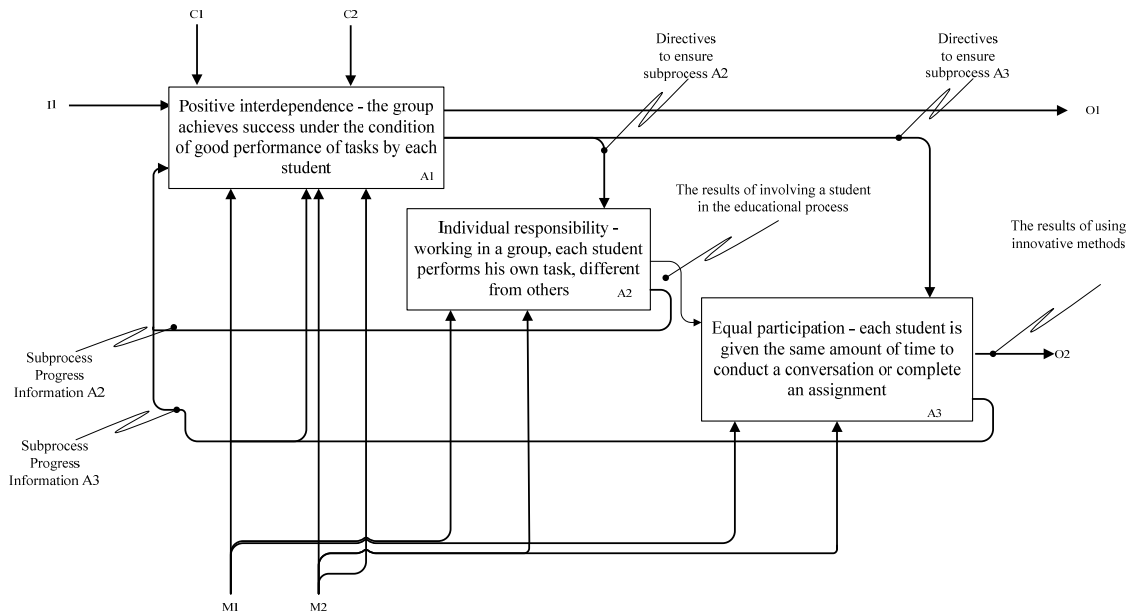 C1
C2
Directives
to ensure
subprocess A2
Directives
to ensure
subprocess A3
I1
O1
Positive interdependence - the group
achieves success under the condition
of good performance of tasks by each
student
A1
The results of involving a student
in the educational process
The results of using
innovative methods
Individual responsibility -
working in a group, each student
performs his own task, different
from others
A2
Equal participation - each student is
given the same amount of time to
conduct a conversation or complete
an assignment
A3
O2
Subprocess
Progress
Information A2
Subprocess
Progress
Information A3
M1
M2